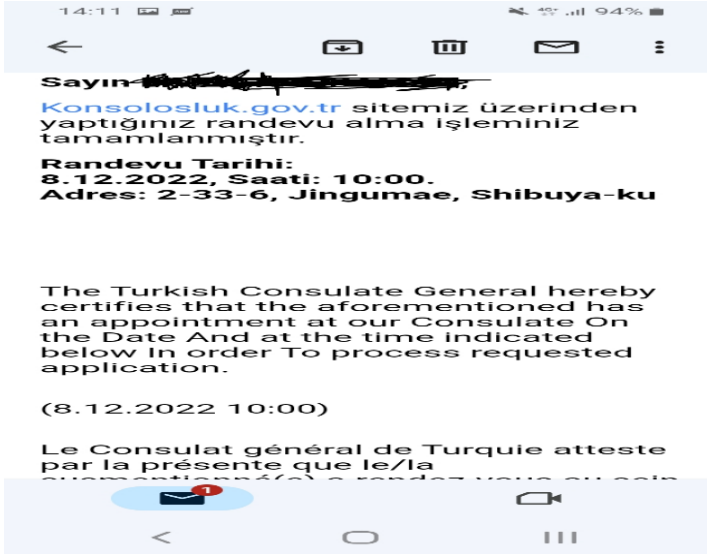 14:11
94%
Sayın
Konsolosluk.gov.tr sitemiz üzerinden
yaptığınız randevu alma işleminiz
tamamlanmıştır.
Randevu Tarihi:
8.12.2022, Saati: 10:00.
Adres: 2-33-6, Jingumae, Shibuya-ku
The Turkish Consulate General hereby
certifies that the aforementioned has
an appointment at our Consulate On
the Date And at the time indicated
below In order To process requested
application.
(8.12.2022 10:00)
Le Consulat général de Turquie atteste
par la présente que le/la
1